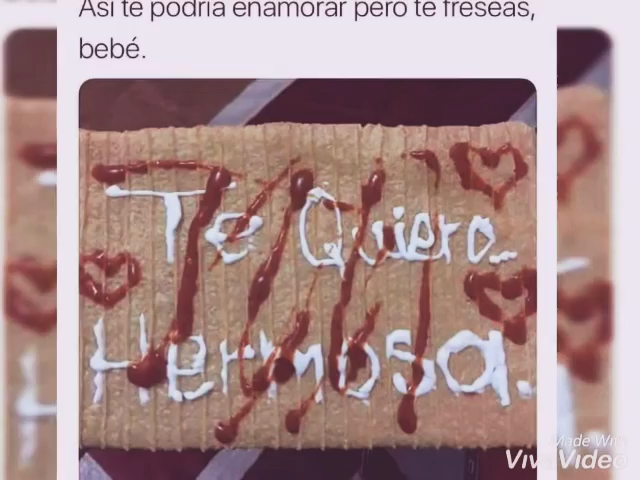 Así te podría enamorar pero te freseas,
bebé.
Te Quiero
Hermosa.
Made With
VivaVideo